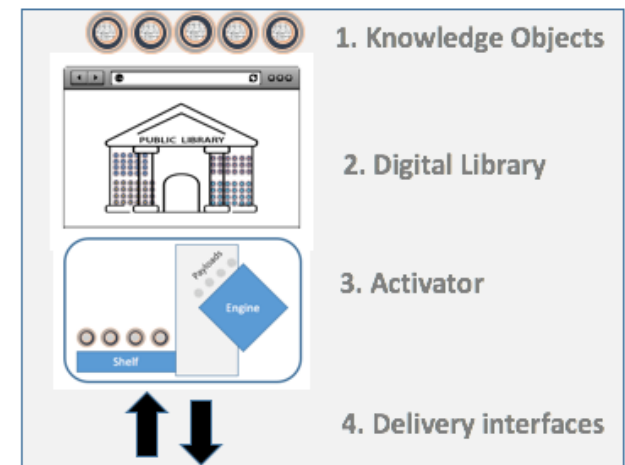 1. Knowledge Objects
PUBLIC LIBRARY
2. Digital Library
Payloads
3. Activator
Engine
Shelf
4. Delivery interfaces